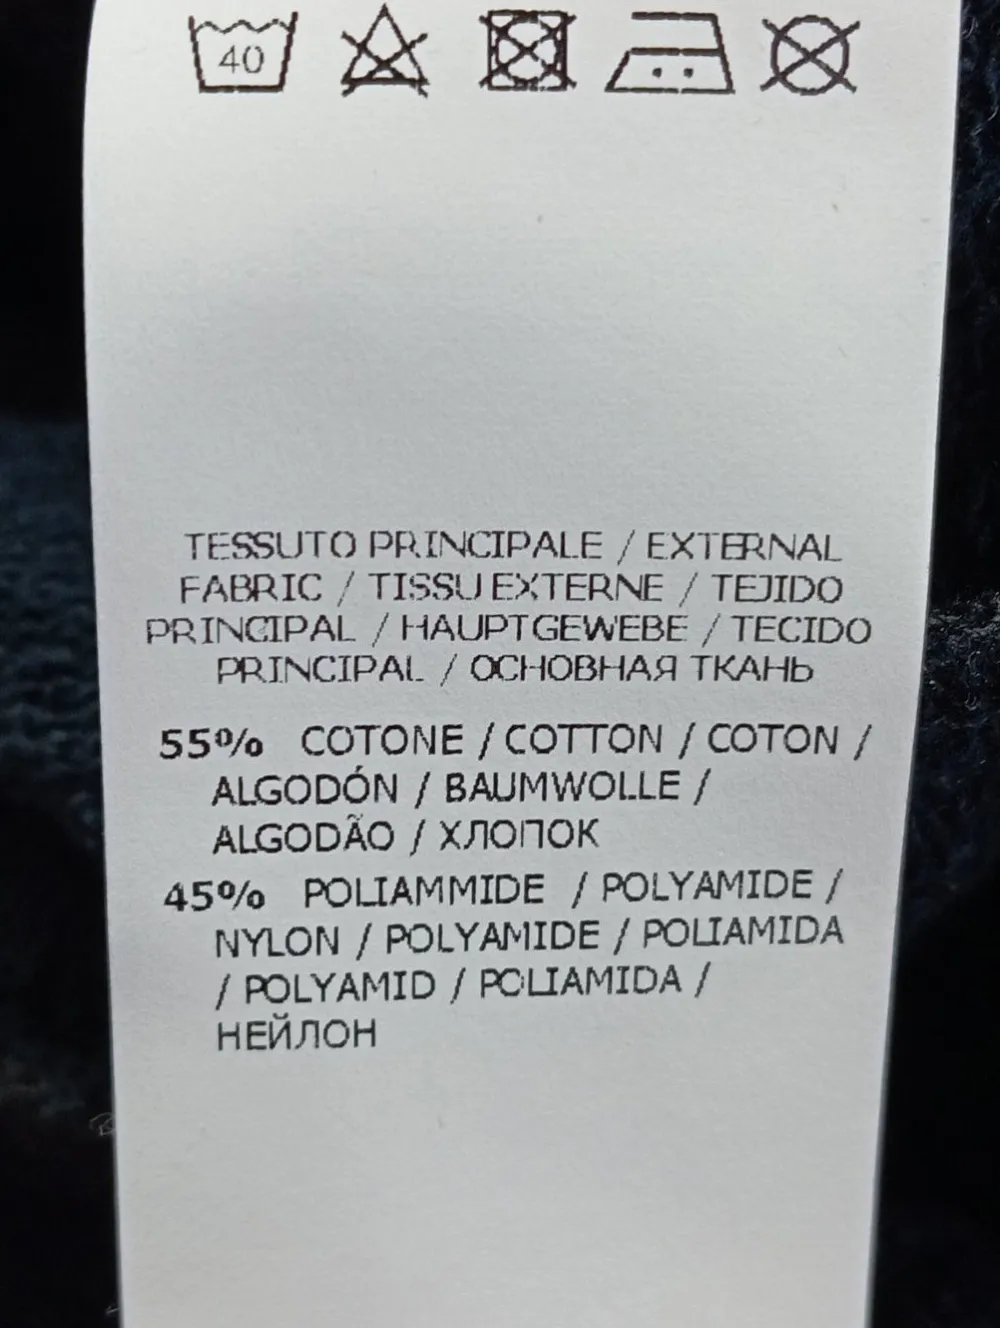 40
TESSUTO PRINCIPALE / EXTERNAL
FABRIC / TISSU EXTERNE / TEJIDO
PRINCIPAL / HAUPTGEWEBE / TECIDO
PRINCIPAL / ОСНОВНАЯ ТКАНЬ
55% COTONE / COTTON / COTON /
ALGODÓN / BAUMWOLLE /
ALGODÃO / ХЛОПОК
45% POLIAMMIDE / POLYAMIDE /
NYLON / POLYAMIDE / POLIAMIDA
/ POLYAMID / POLIAMIDA /
НЕЙЛОН